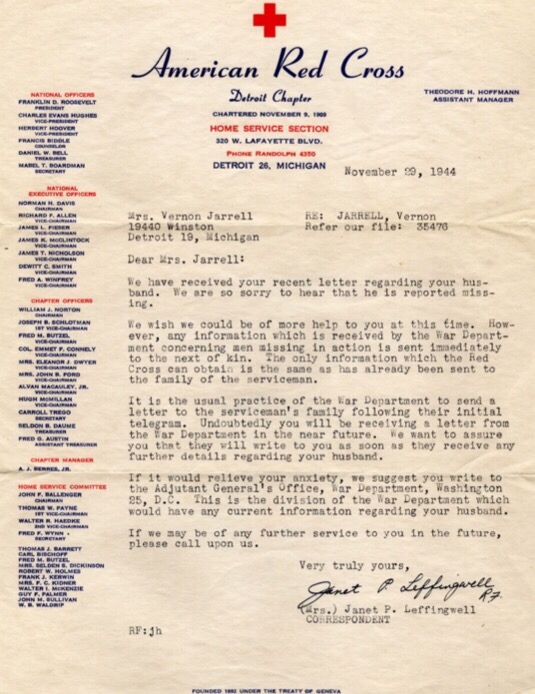 American Red Cross
Detroit Chapter
CHARTERED NOVEMBER 9, 1909
HOME SERVICE SECTION
320 W. LAFAYETTE BLVD.
PHONE RANDOLPH 4350
DETROIT 26, MICHIGAN
THEODORE H. HOFFMANN
ASSISTANT MANAGER
NATIONAL OFFICERS
FRANKLIN D. ROOSEVELT
PRESIDENT
CHARLES EVANS HUGHES
VICE-PRESIDENT
HERBERT HOOVER
VICE-PRESIDENT
FRANCIS BIDDLE
COUNSELOR
DANIEL W. BELL
TREASURER
MABEL T. BOARDMAN
SECRETARY
NATIONAL
EXECUTIVE OFFICERS
NORMAN H. DAVIS
CHAIRMAN
RICHARD F. ALLEN
VICE-CHAIRMAN
JAMES L. FIESER
VICE-CHAIRMAN
JAMES K. McCLINTOCK
VICE-CHAIRMAN
JAMES T. NICHOLSON
VICE-CHAIRMAN
DEWITT C. SMITH
VICE-CHAIRMAN
FRED A. WINFREY
VICE-CHAIRMAN
CHAPTER OFFICERS
WILLIAM J. NORTON
CHAIRMAN
JOSEPH B. SCHLOTMAN
1ST VICE-CHAIRMAN
FRED M. BUTZEL
VICE-CHAIRMAN
COL. EMMET F. CONNELY
VICE-CHAIRMAN
MRS. ELEANOR J. DWYER
VICE-CHAIRMAN
MRS. JOHN B. FORD
VICE-CHAIRMAN
ALVAN MACAULEY, JR.
VICE-CHAIRMAN
HUGH McMILLAN
VICE-CHAIRMAN
CARROLL TREGO
SECRETARY
SELDON B. DAUME
TREASURER
FRED G. AUSTIN
ASSISTANT TREASURER
CHAPTER MANAGER
A. J. BERRES, JR.
HOME SERVICE COMMITTEE
JOHN F. BALLENGER
CHAIRMAN
THOMAS W. PAYNE
1ST VICE-CHAIRMAN
WALTER B. HAEDKE
2ND VICE-CHAIRMAN
FRED F. WYNN
SECRETARY
THOMAS J. BARRETT
CARL BISCHOFF
FRED M. BUTZEL
MRS. SELDEN S. DICKINSON
ROBERT W. HOLMES
FRANK J. KERWIN
MRS. F. C. KIDNER
WALTER I. McKENZIE
GUY F. PALMER
JOHN M. SULLIVAN
W. B. WALDRIP
November 29, 1944
Mrs. Vernon Jarrell RE: JARRELL, Vernon
19440 Winston Refer our file: 35476
Detroit 19, Michigan
Dear Mrs. Jarrell:
We have received your recent letter regarding your hus-
band. We are so sorry to hear that he is reported miss-
ing.
We wish we could be of more help to you at this time. How-
ever, any information which is received by the War Depart-
ment concerning men missing in action is sent immediately
to the next of kin. The only information which the Red
Cross can obtain is the same as has already been sent to
the family of the serviceman.
It is the usual practice of the War Department to send a
letter to the serviceman's family following their initial
telegram. Undoubtedly you will be receiving a letter from
the War Department in the near future. We want to assure
you that they will write to you as soon as they receive any
further details regarding your husband.
If it would relieve your anxiety, we suggest you write to
the Adjutant General's Office, War Department, Washington
25, D.C. This is the division of the War Department which
would have any current information regarding your husband.
If we may be of any further service to you in the future,
please call upon us.
Very truly yours,
Janet P. Leffingwell
R.F.
(Mrs.) Janet P. Leffingwell
CORRESPONDENT
RF:jh
FOUNDED 1882 UNDER THE TREATY OF GENEVA